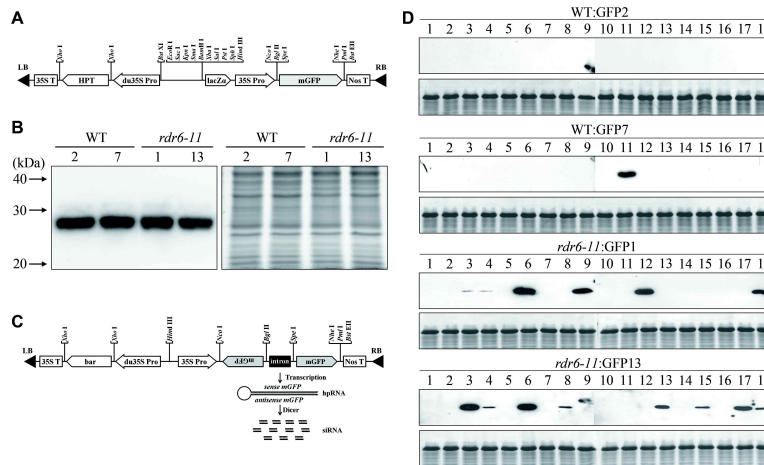 A
Xho I
Xho I
Bst XI
EcoR I
Sac I
Kpn I
Sma I
BamH I
Xba I
Sal I
Pst I
Sph I
Hind III
Nco I
Bgl II
Spe I
Nhe I
Pml I
Bst EII
LB
RB
35S T
HPT
du35S Pro
lacZα
35S Pro
mGFP
Nos T
B
WT
rdr6-11
WT
rdr6-11
(kDa)
2 7 1 13 2 7 1 13
40
30
20
C
Xho I
Xho I
Hind III
Nco I
Bgl II
Spe I
Nhe I
Pml I
Bst EII
LB
RB
35S T
bar
du35S Pro
35S Pro
mGFP
intron
mGFP
Nos T
Transcription
sense mGFP
hpRNA
antisense mGFP
Dicer
siRNA
D
WT:GFP2
1 2 3 4 5 6 7 8 9 10 11 12 13 14 15 16 17 1
WT:GFP7
1 2 3 4 5 6 7 8 9 10 11 12 13 14 15 16 17 1
rdr6-11:GFP1
1 2 3 4 5 6 7 8 9 10 11 12 13 14 15 16 17 1
rdr6-11:GFP13
1 2 3 4 5 6 7 8 9 10 11 12 13 14 15 16 17 1